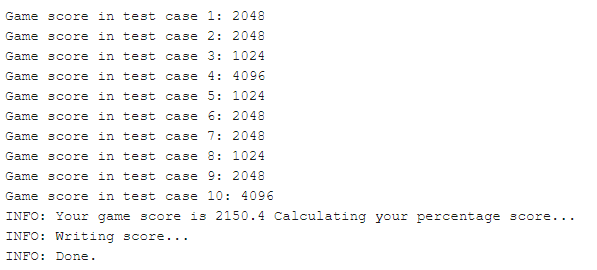 Game score in test case 1: 2048
Game score in test case 2: 2048
Game score in test case 3: 1024
Game score in test case 4: 4096
Game score in test case 5: 1024
Game score in test case 6: 2048
Game score in test case 7: 2048
Game score in test case 8: 1024
Game score in test case 9: 2048
Game score in test case 10: 4096
INFO: Your game score is 2150.4 Calculating your percentage score...
INFO: Writing score...
INFO: Done.